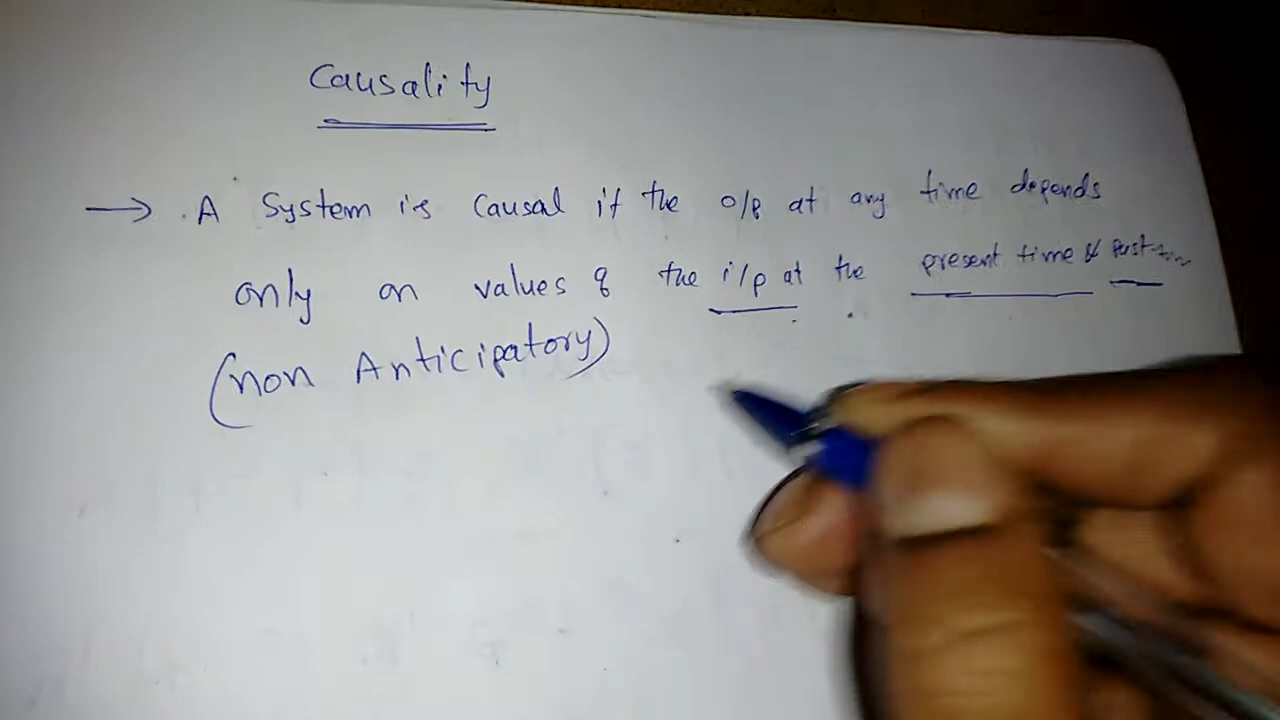 Causality
→ A System is Causal if the o/p at any time depends
only on values of the i/p at the present time & Past time
(non Anticipatory)